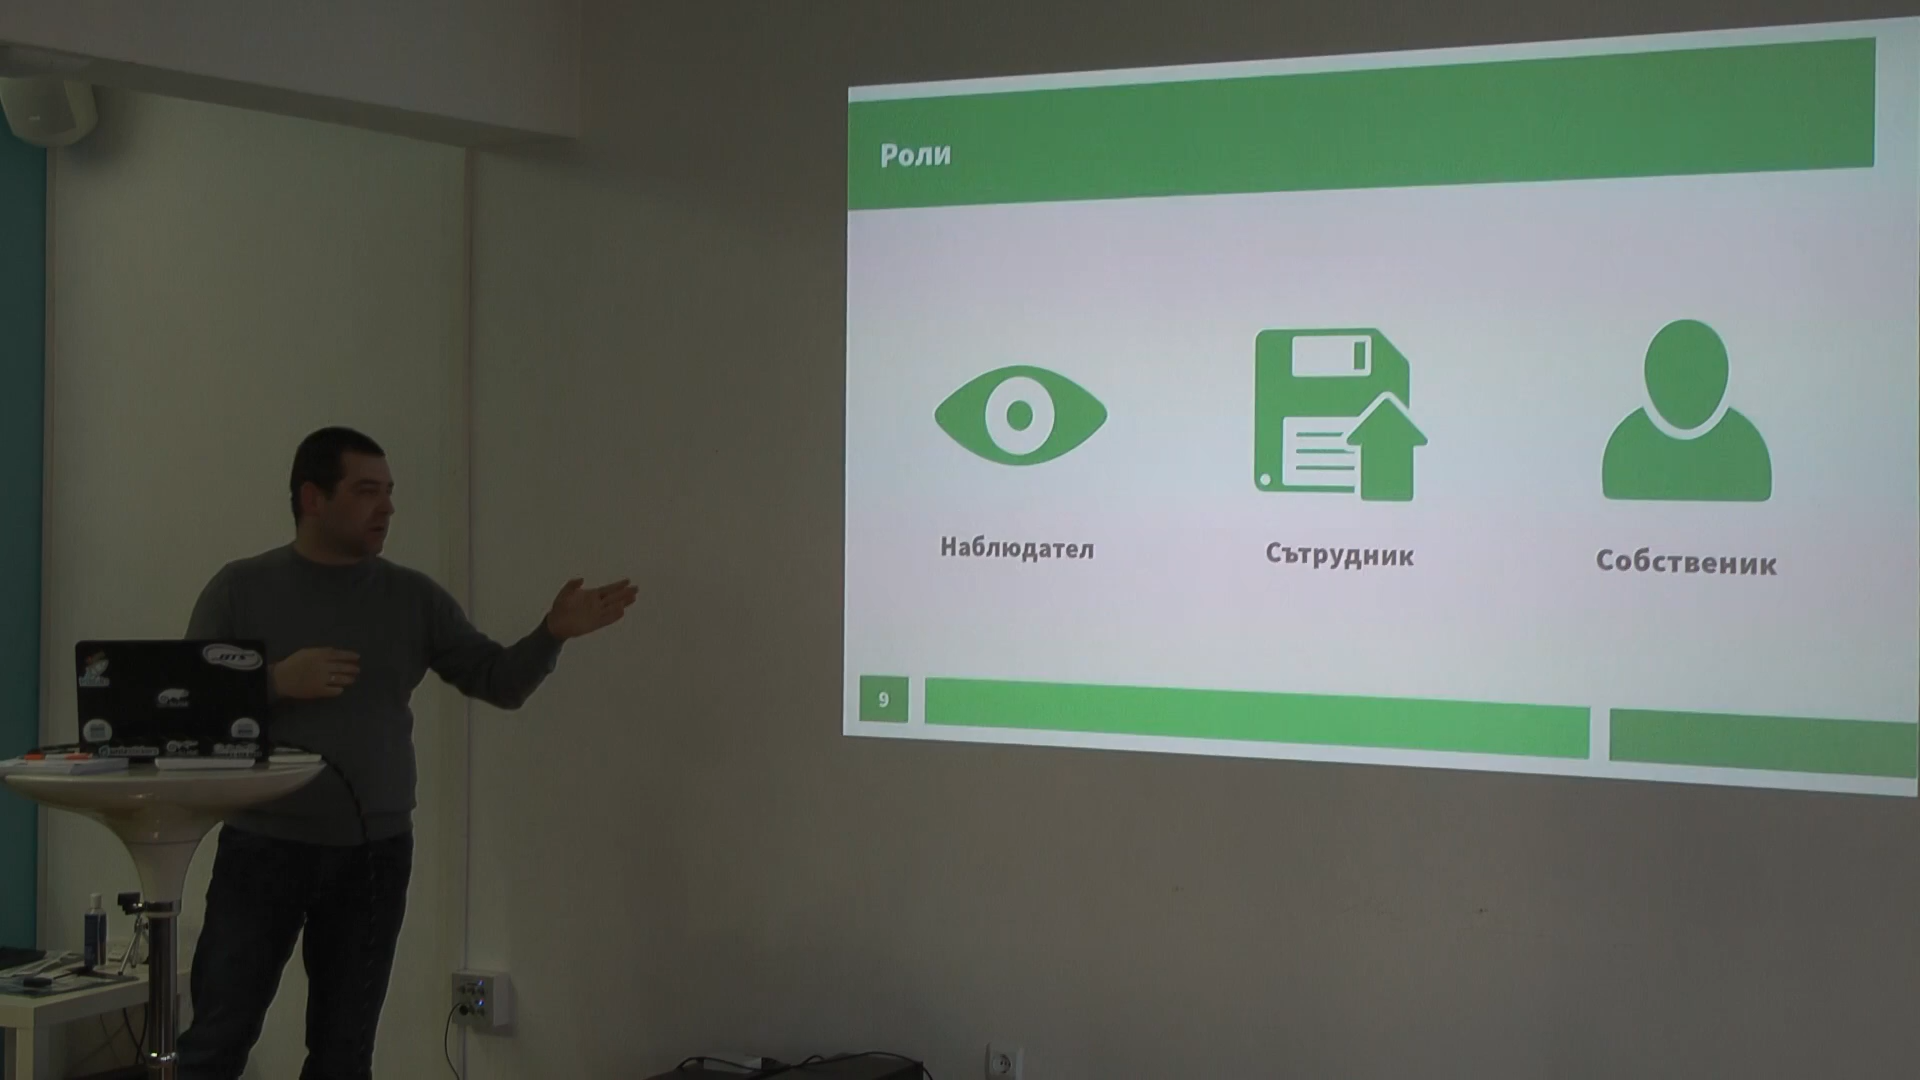 Роли
Наблюдател
Сътрудник
Собственик
9